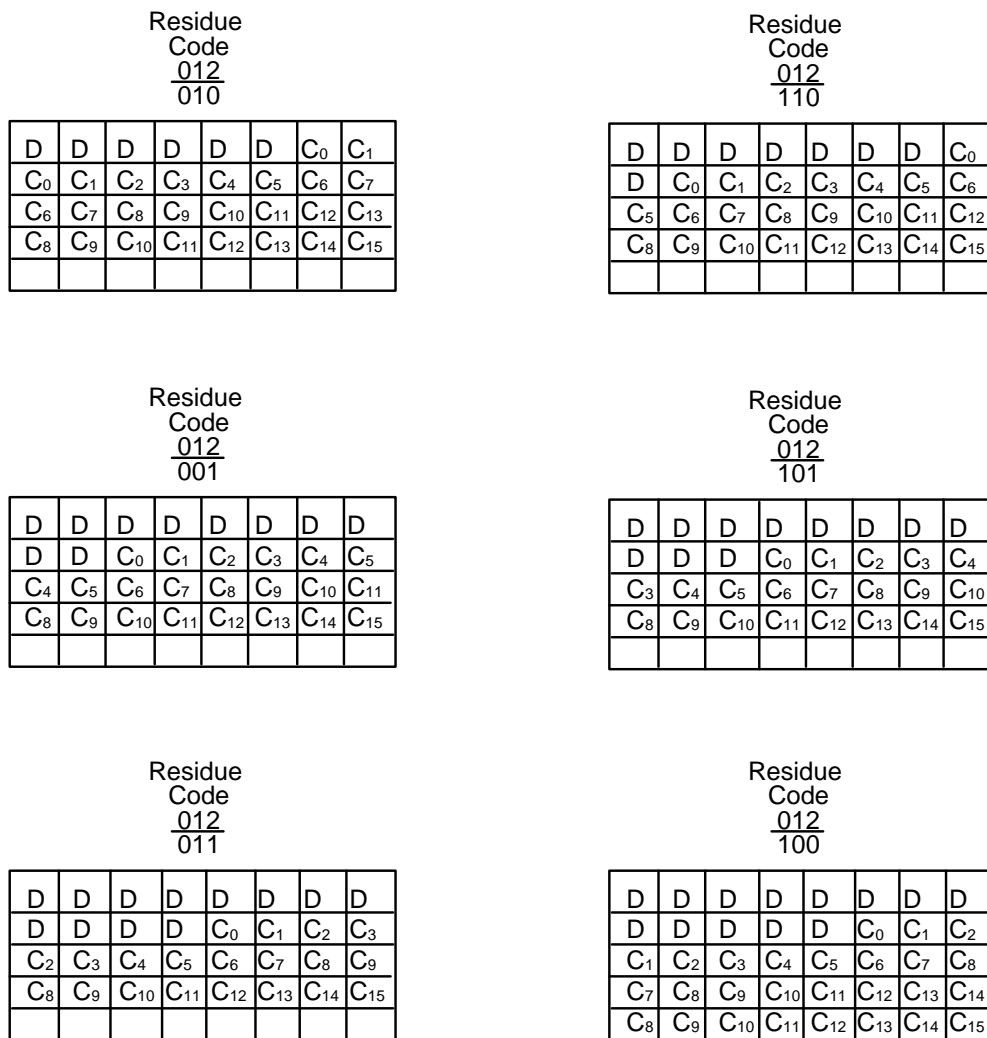 Residue
Code
012
010
D D D D D D C₀ C₁
C₀ C₁ C₂ C₃ C₄ C₅ C₆ C₇
C₆ C₇ C₈ C₉ C₁₀ C₁₁ C₁₂ C₁₃
C₈ C₉ C₁₀ C₁₁ C₁₂ C₁₃ C₁₄ C₁₅
Residue
Code
012
110
D D D D D D D C₀
D C₀ C₁ C₂ C₃ C₄ C₅ C₆
C₅ C₆ C₇ C₈ C₉ C₁₀ C₁₁ C₁₂
C₈ C₉ C₁₀ C₁₁ C₁₂ C₁₃ C₁₄ C₁₅
Residue
Code
012
001
D D D D D D D D
D D C₀ C₁ C₂ C₃ C₄ C₅
C₄ C₅ C₆ C₇ C₈ C₉ C₁₀ C₁₁
C₈ C₉ C₁₀ C₁₁ C₁₂ C₁₃ C₁₄ C₁₅
Residue
Code
012
101
D D D D D D D D
D D D C₀ C₁ C₂ C₃ C₄
C₃ C₄ C₅ C₆ C₇ C₈ C₉ C₁₀
C₈ C₉ C₁₀ C₁₁ C₁₂ C₁₃ C₁₄ C₁₅
Residue
Code
012
011
D D D D D D D D
D D D D C₀ C₁ C₂ C₃
C₂ C₃ C₄ C₅ C₆ C₇ C₈ C₉
C₈ C₉ C₁₀ C₁₁ C₁₂ C₁₃ C₁₄ C₁₅
Residue
Code
012
100
D D D D D D D D
D D D D D C₀ C₁ C₂
C₁ C₂ C₃ C₄ C₅ C₆ C₇ C₈
C₇ C₈ C₉ C₁₀ C₁₁ C₁₂ C₁₃ C₁₄
C₈ C₉ C₁₀ C₁₁ C₁₂ C₁₃ C₁₄ C₁₅